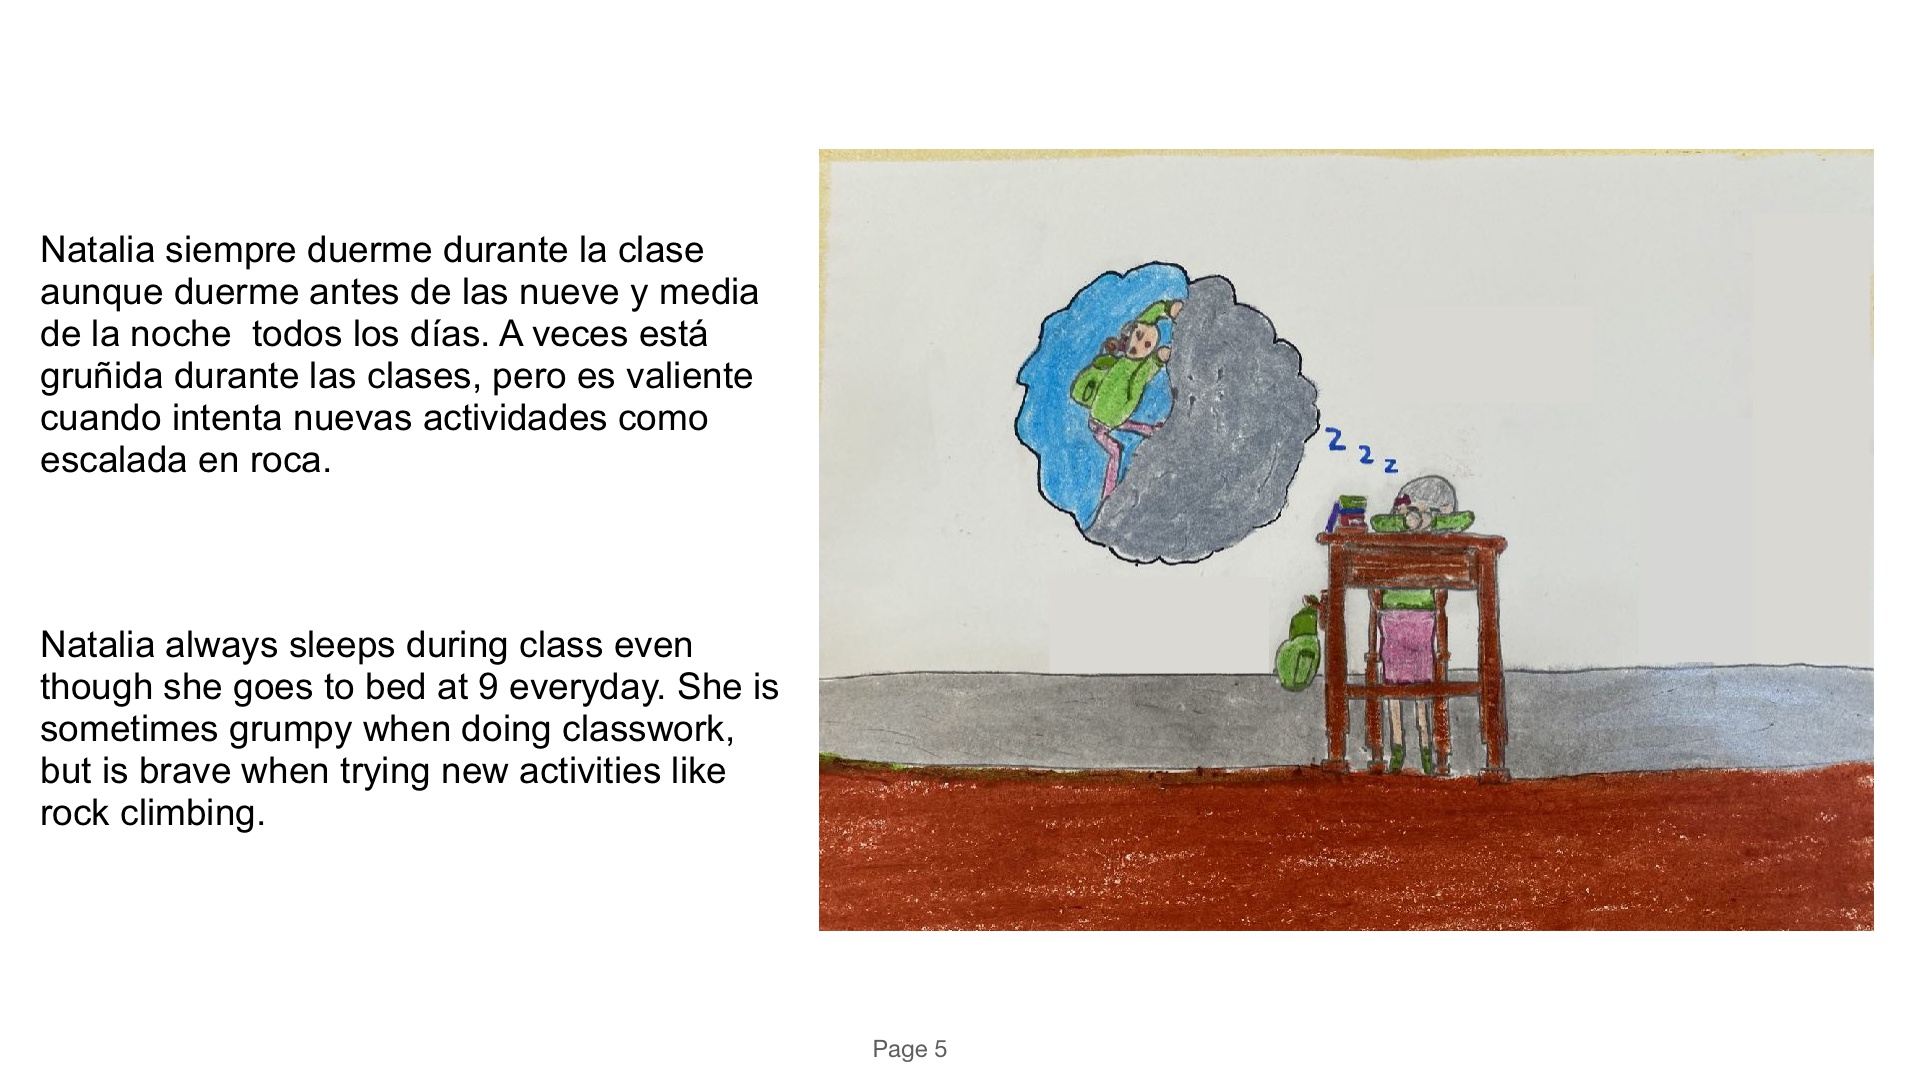 Natalia siempre duerme durante la clase
aunque duerme antes de las nueve y media
de la noche  todos los días. A veces está
gruñida durante las clases, pero es valiente
cuando intenta nuevas actividades como
escalada en roca.
Natalia always sleeps during class even
though she goes to bed at 9 everyday. She is
sometimes grumpy when doing classwork,
but is brave when trying new activities like
rock climbing.
z z z
Page 5